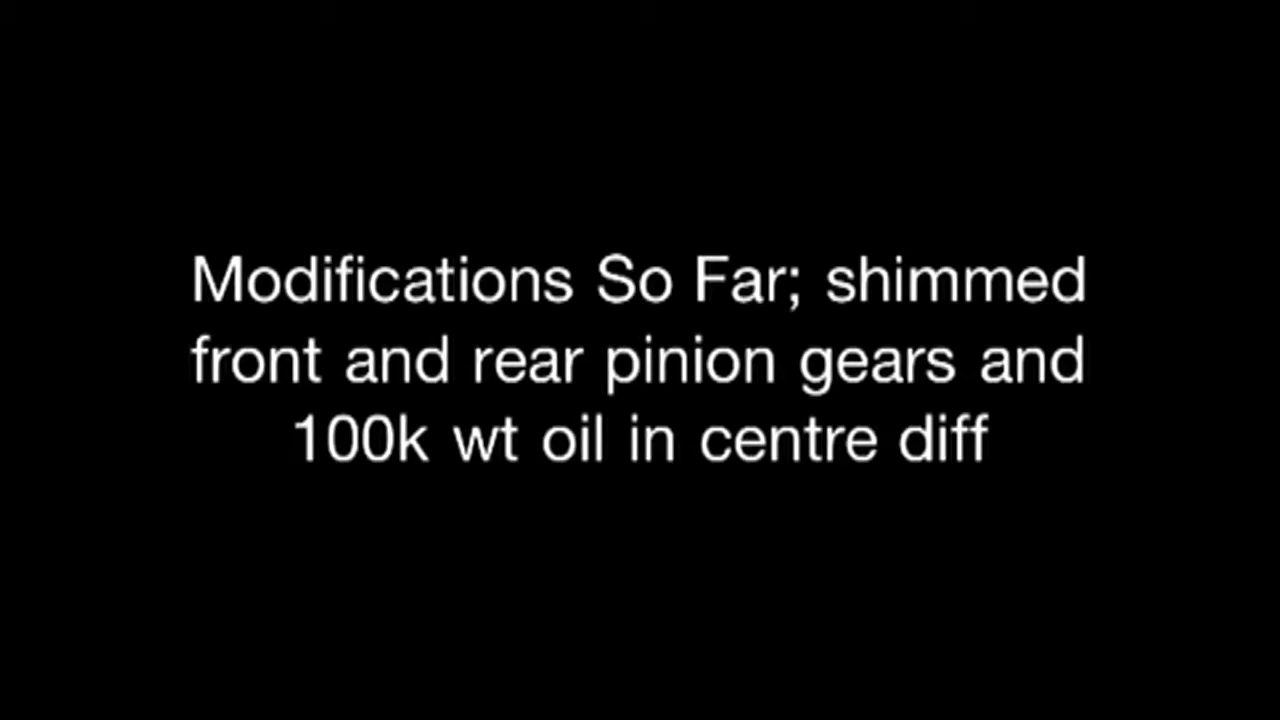 Modifications So Far; shimmed
front and rear pinion gears and
100k wt oil in centre diff